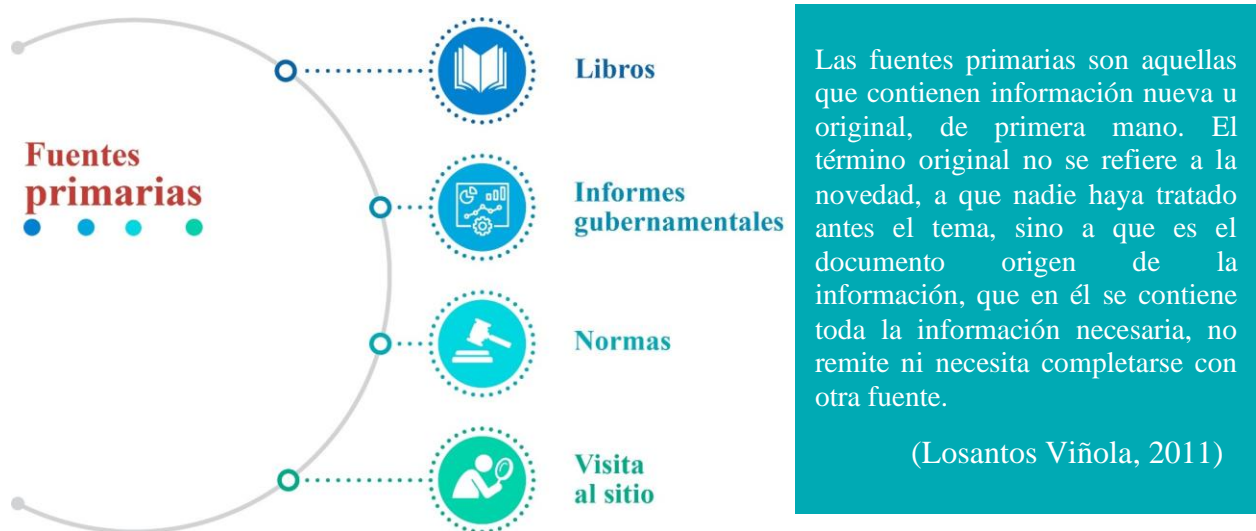 Fuentes
primarias
Libros
Informes
gubernamentales
Normas
Visita
al sitio
Las fuentes primarias son aquellas
que contienen información nueva u
original, de primera mano. El
término original no se refiere a la
novedad, a que nadie haya tratado
antes el tema, sino a que es el
documento origen de la
información, que en él se contiene
toda la información necesaria, no
remite ni necesita completarse con
otra fuente.
(Losantos Viñola, 2011)